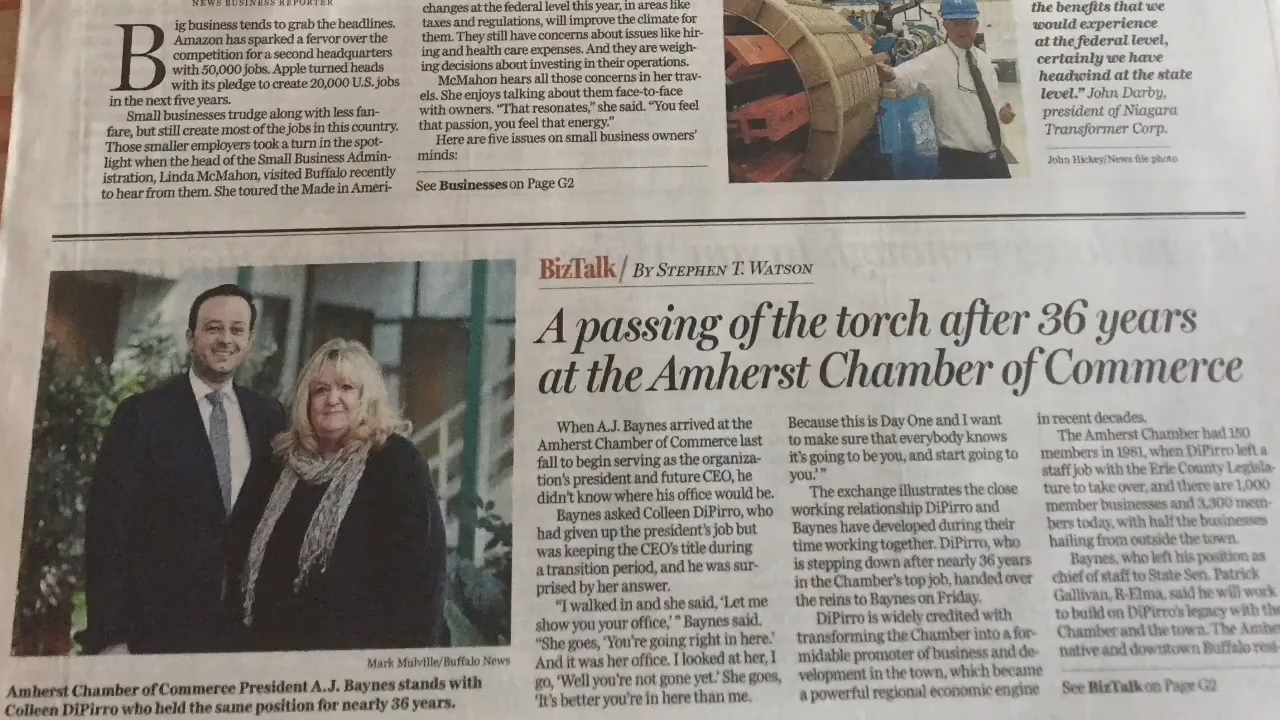 NEWS BUSINESS REPORTER
Big business tends to grab the headlines.
Amazon has sparked a fervor over the
competition for a second headquarters
with 50,000 jobs. Apple turned heads
with its pledge to create 20,000 U.S. jobs
in the next five years.
Small businesses trudge along with less fan-
fare, but still create most of the jobs in this country.
Those smaller employers took a turn in the spot-
light when the head of the Small Business Admin-
istration, Linda McMahon, visited Buffalo recently
to hear from them. She toured the Made in Ameri-
changes at the federal level this year, in areas like
taxes and regulations, will improve the climate for
them. They still have concerns about issues like hir-
ing and health care expenses. And they are weigh-
ing decisions about investing in their operations.
McMahon hears all those concerns in her trav-
els. She enjoys talking about them face-to-face
with owners. “That resonates,” she said. “You feel
that passion, you feel that energy.”
Here are five issues on small business owners’
minds:
See Businesses on Page G2
the benefits that we
would experience
at the federal level,
certainly we have
headwind at the state
level.” John Darby,
president of Niagara
Transformer Corp.
John Hickey/News file photo
BizTalk / BY STEPHEN T. WATSON
A passing of the torch after 36 years
at the Amherst Chamber of Commerce
Mark Mulville/Buffalo News
Amherst Chamber of Commerce President A.J. Baynes stands with
Colleen DiPirro who held the same position for nearly 36 years.
When A.J. Baynes arrived at the
Amherst Chamber of Commerce last
fall to begin serving as the organiza-
tion’s president and future CEO, he
didn’t know where his office would be.
Baynes asked Colleen DiPirro, who
had given up the president’s job but
was keeping the CEO’s title during
a transition period, and he was sur-
prised by her answer.
“I walked in and she said, ‘Let me
show you your office,’ ” Baynes said.
“She goes, ‘You’re going right in here.’
And it was her office. I looked at her, I
go, ‘Well you’re not gone yet.’ She goes,
‘It’s better you’re in here than me.
Because this is Day One and I want
to make sure that everybody knows
it’s going to be you, and start going to
you.’ ”
The exchange illustrates the close
working relationship DiPirro and
Baynes have developed during their
time working together. DiPirro, who
is stepping down after nearly 36 years
in the Chamber’s top job, handed over
the reins to Baynes on Friday.
DiPirro is widely credited with
transforming the Chamber into a for-
midable promoter of business and de-
velopment in the town, which became
a powerful regional economic engine
in recent decades.
The Amherst Chamber had 150
members in 1981, when DiPirro left a
staff job with the Erie County Legisla-
ture to take over, and there are 1,900
member businesses and 3,300 mem-
bers today, with half the businesses
hailing from outside the town.
Baynes, who left his position as
chief of staff to State Sen. Patrick
Gallivan, R-Elma, said he will work
to build on DiPirro’s legacy with the
Chamber and the town. The Amhe
native and downtown Buffalo resi-
See BizTalk on Page G2